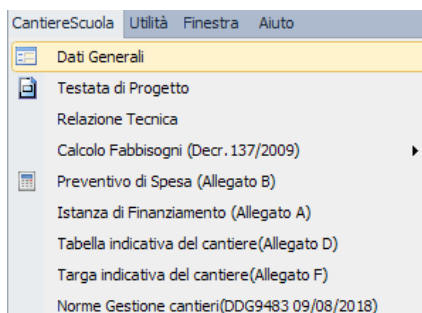 CantiereScuola Utilità Finestra Aiuto
Dati Generali
Testata di Progetto
Relazione Tecnica
Calcolo Fabbisogni (Decr.137/2009)
Preventivo di Spesa (Allegato B)
Istanza di Finanziamento (Allegato A)
Tabella indicativa del cantiere(Allegato D)
Targa indicativa del cantiere(Allegato F)
Norme Gestione cantieri(DDG9483 09/08/2018)